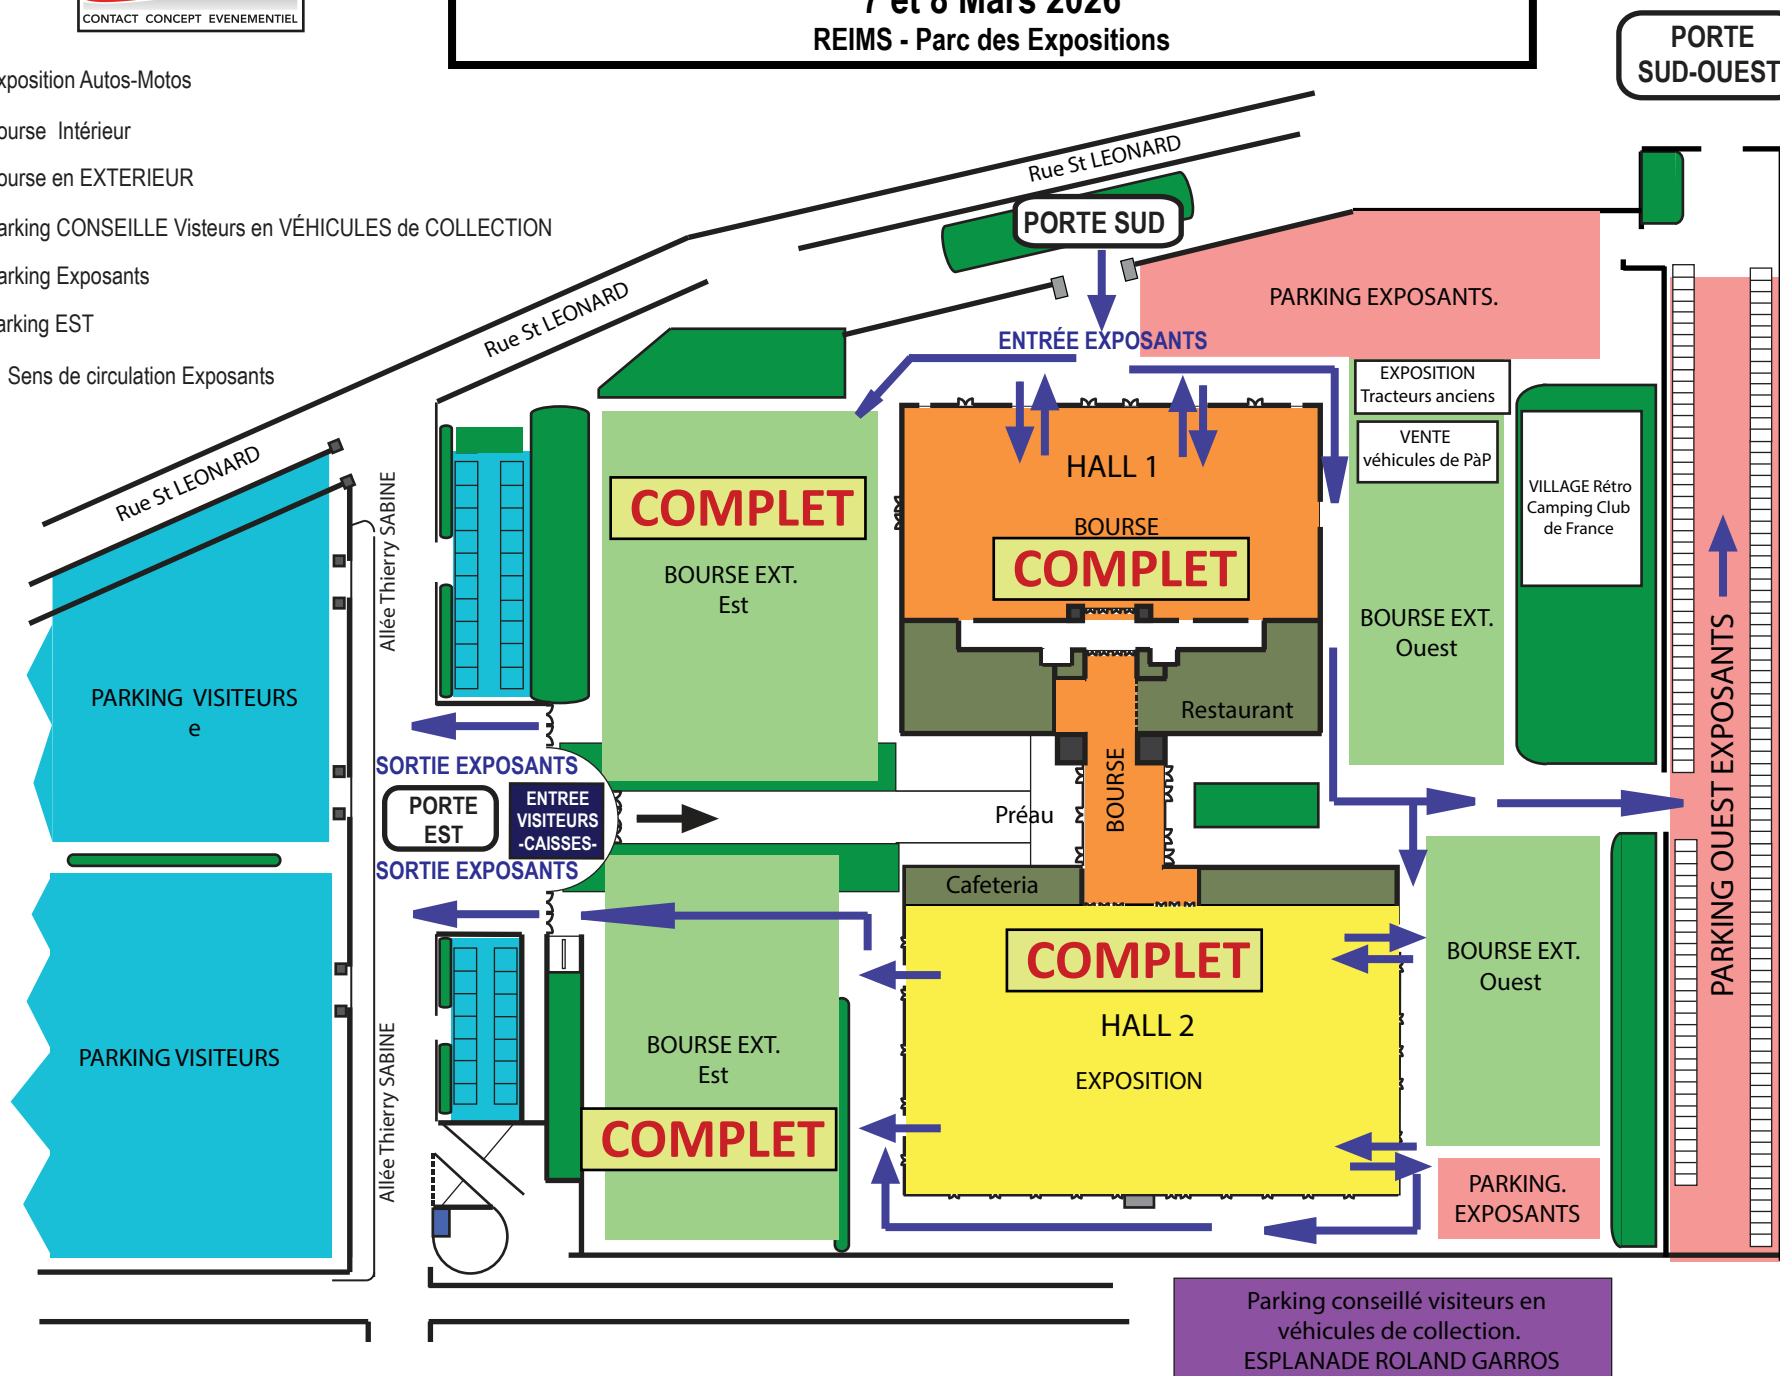 CONTACT CONCEPT EVENEMENTIEL
7 et 8 Mars 2026
REIMS - Parc des Expositions
PORTE
SUD-OUEST
xposition Autos-Motos
ourse Intérieur
ourse en EXTERIEUR
arking CONSEILLE Visteurs en VÉHICULES de COLLECTION
arking Exposants
arking EST
Sens de circulation Exposants
Rue St LEONARD
Rue St LEONARD
Rue St LEONARD
PORTE SUD
ENTRÉE EXPOSANTS
PARKING EXPOSANTS.
EXPOSITION
Tracteurs anciens
VENTE
véhicules de PàP
VILLAGE Rétro
Camping Club
de France
HALL 1
BOURSE
COMPLET
COMPLET
BOURSE EXT.
Est
BOURSE EXT.
Ouest
Allée Thierry SABINE
PARKING VISITEURS
e
Restaurant
PARKING OUEST EXPOSANTS
SORTIE EXPOSANTS
PORTE
EST
ENTREE
VISITEURS
-CAISSES-
SORTIE EXPOSANTS
Préau
BOURSE
Cafeteria
COMPLET
HALL 2
EXPOSITION
BOURSE EXT.
Ouest
BOURSE EXT.
Est
COMPLET
PARKING VISITEURS
Allée Thierry SABINE
PARKING.
EXPOSANTS
Parking conseillé visiteurs en
véhicules de collection.
ESPLANADE ROLAND GARROS